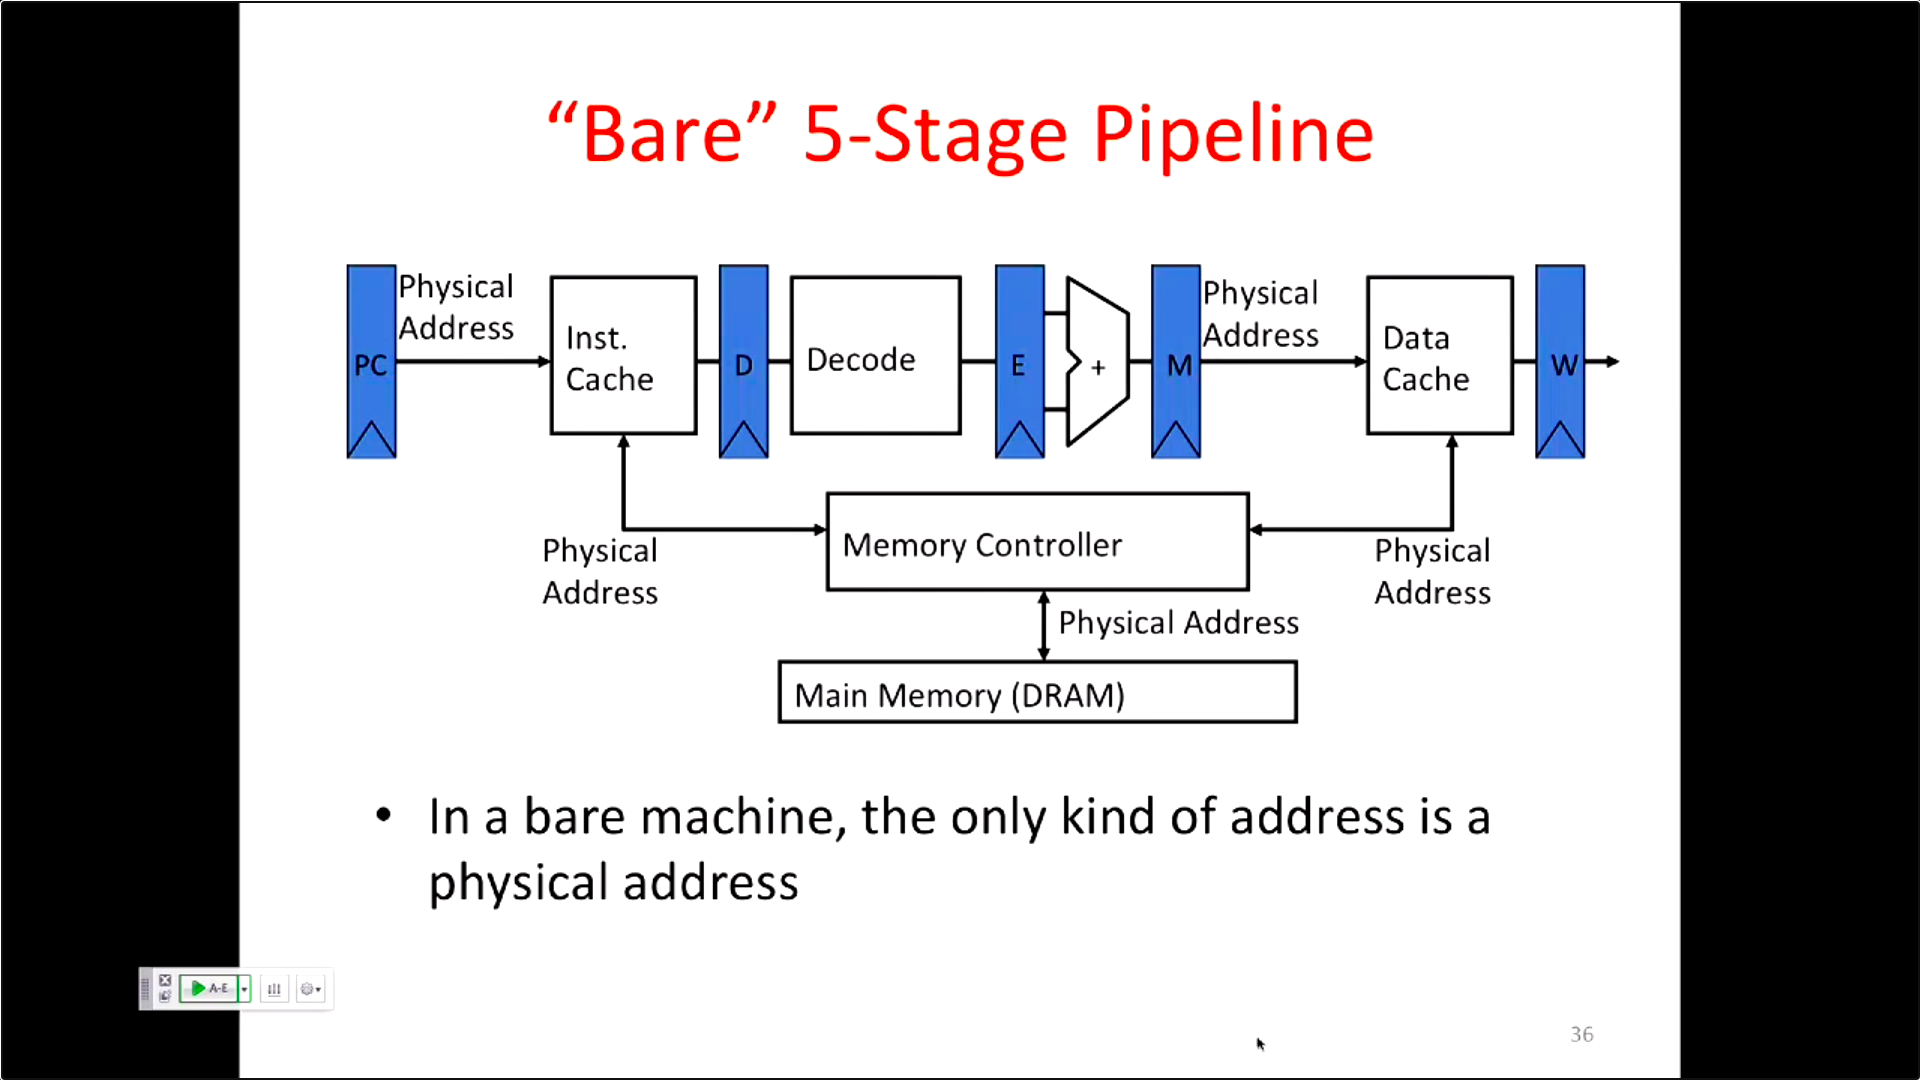 “Bare” 5-Stage Pipeline
Physical
Address
PC
Inst.
Cache
D
Decode
E
+
M
Physical
Address
Data
Cache
W
Physical
Address
Memory Controller
Physical
Address
Physical Address
Main Memory (DRAM)
• In a bare machine, the only kind of address is a
physical address
A-E
36